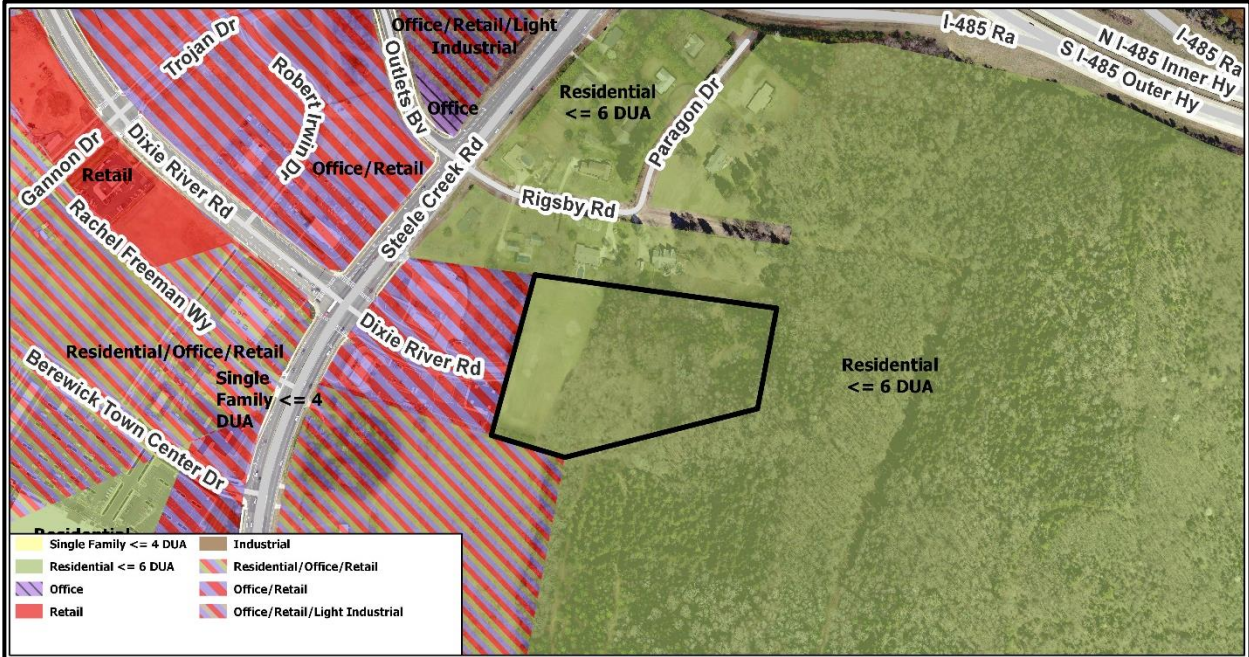 Office/Retail/Light
Industrial
Trojan Dr
Robert Irwin Dr
Outlets Bv
Office
Residential
<= 6 DUA
Paragon Dr
I-485 Ra
N I-485 Inner Hy
I-485 Ra
S I-485 Outer Hy
Gannon Dr
Retail
Dixie River Rd
Office/Retail
Steele Creek Rd
Rigsby Rd
Rachel Freeman Wy
Dixie River Rd
Residential/Office/Retail
Single
Family <= 4
DUA
Residential
<= 6 DUA
Berewick Town Center Dr
Residential
Single Family <= 4 DUA
Residential <= 6 DUA
Office
Retail
Industrial
Residential/Office/Retail
Office/Retail
Office/Retail/Light Industrial